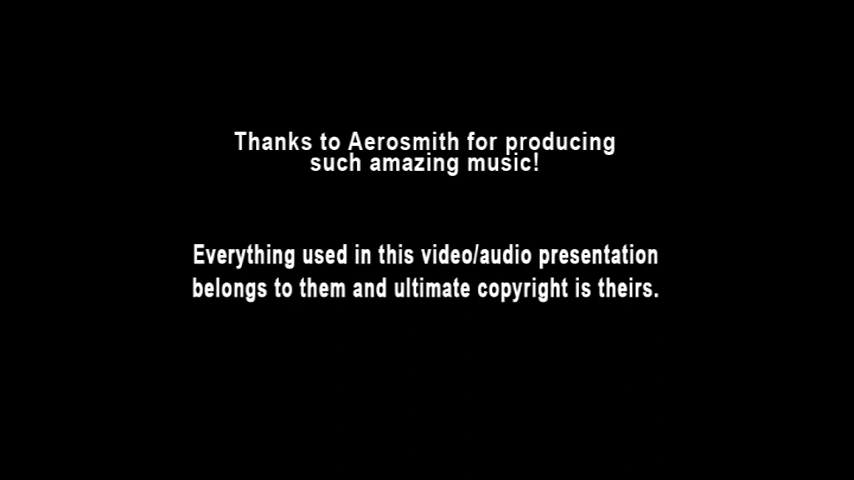 Thanks to Aerosmith for producing
such amazing music!
Everything used in this video/audio presentation
belongs to them and ultimate copyright is theirs.